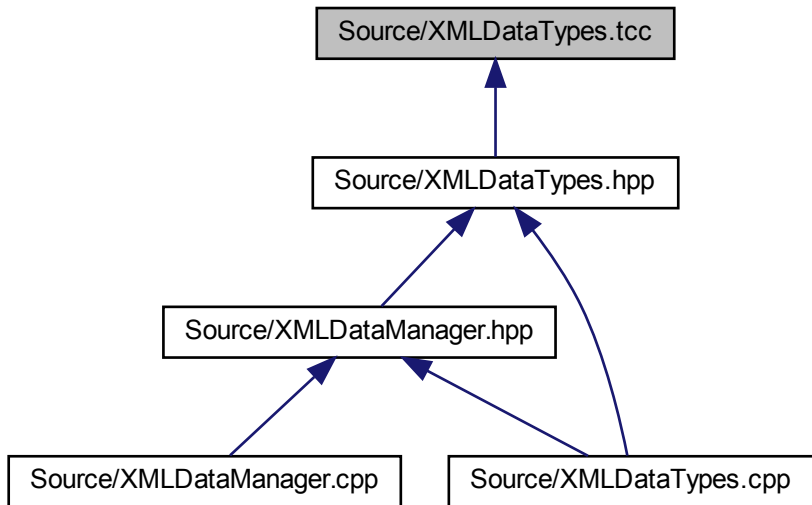 Source/XMLDataTypes.tcc
Source/XMLDataTypes.hpp
Source/XMLDataManager.hpp
Source/XMLDataManager.cpp
Source/XMLDataTypes.cpp